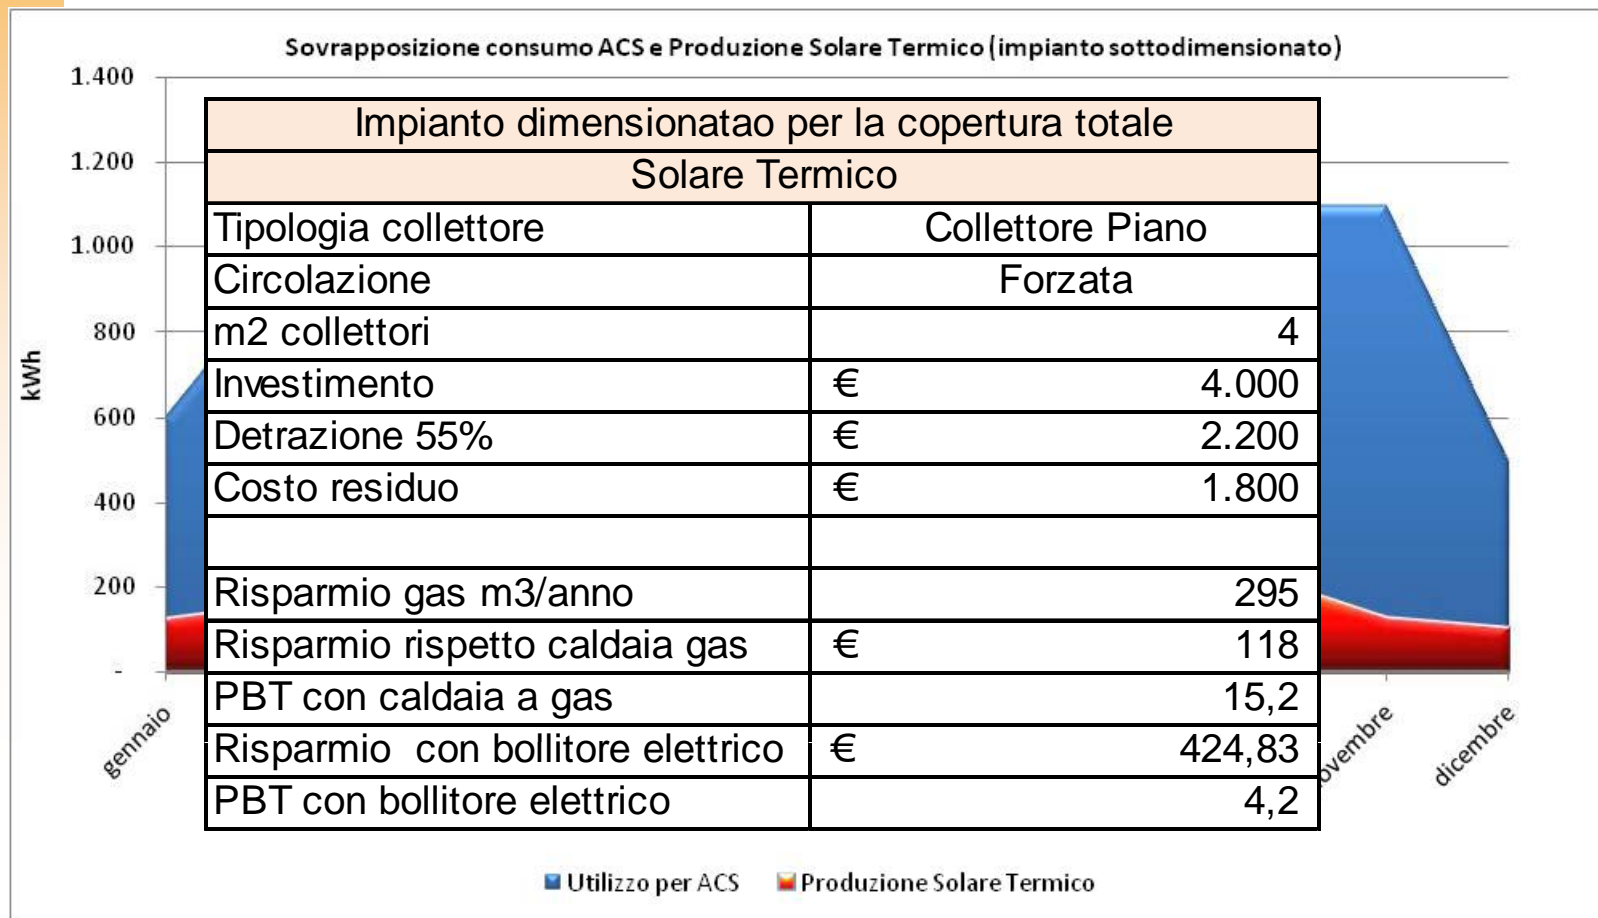 Sovrapposizione consumo ACS e Produzione Solare Termico (impianto sottodimensionato)
1.400
1.200
1.000
800
600
400
200
-
kWh
Impianto dimensionatao per la copertura totale
Solare Termico
Tipologia collettore Collettore Piano
Circolazione Forzata
m2 collettori 4
Investimento € 4.000
Detrazione 55% € 2.200
Costo residuo € 1.800
Risparmio gas m3/anno 295
Risparmio rispetto caldaia gas € 118
PBT con caldaia a gas 15,2
Risparmio con bollitore elettrico € 424,83
PBT con bollitore elettrico 4,2
gennaio
ovembre
dicembre
Utilizzo per ACS
Produzione Solare Termico